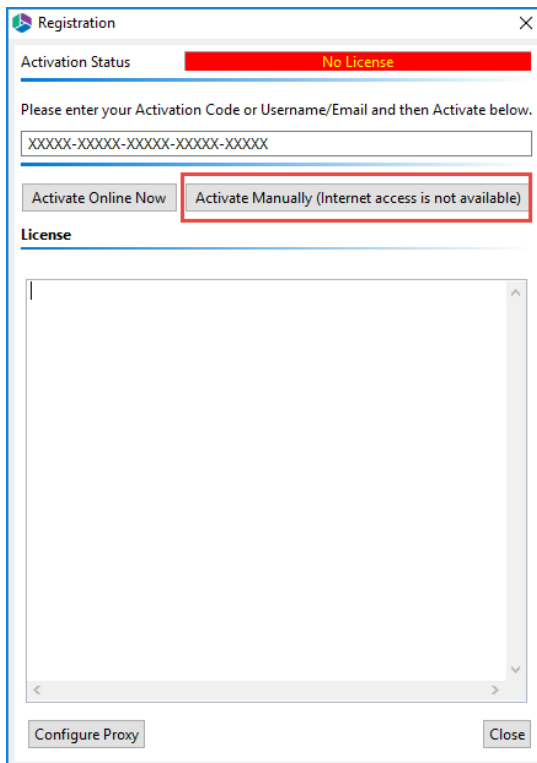 Registration
Activation Status No License
Please enter your Activation Code or Username/Email and then Activate below.
XXXXX-XXXXX-XXXXX-XXXXX-XXXXX
Activate Online Now Activate Manually (Internet access is not available)
License
Configure Proxy Close